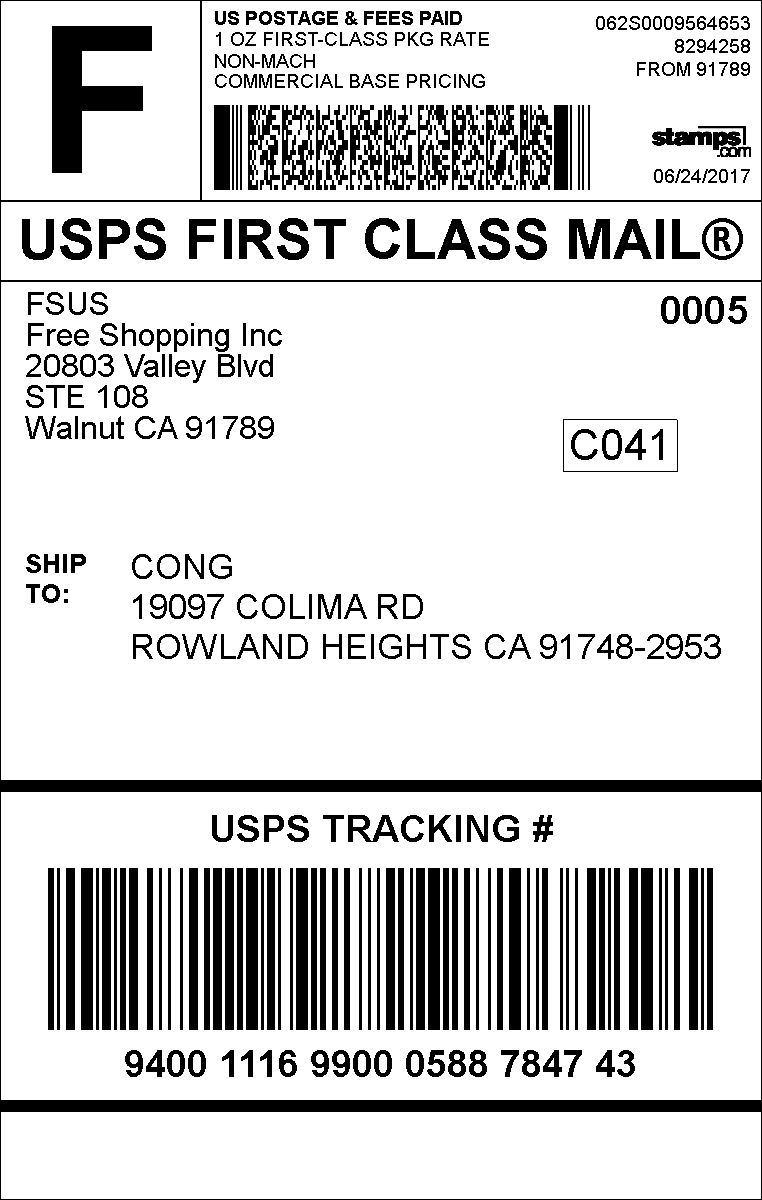 F
US POSTAGE & FEES PAID
1 OZ FIRST-CLASS PKG RATE
NON-MACH
COMMERCIAL BASE PRICING
062S0009564653
8294258
FROM 91789
stamps
.com
06/24/2017
USPS FIRST CLASS MAIL®
FSUS
Free Shopping Inc
20803 Valley Blvd
STE 108
Walnut CA 91789
0005
C041
SHIP
TO:
CONG
19097 COLIMA RD
ROWLAND HEIGHTS CA 91748-2953
USPS TRACKING #
9400 1116 9900 0588 7847 43